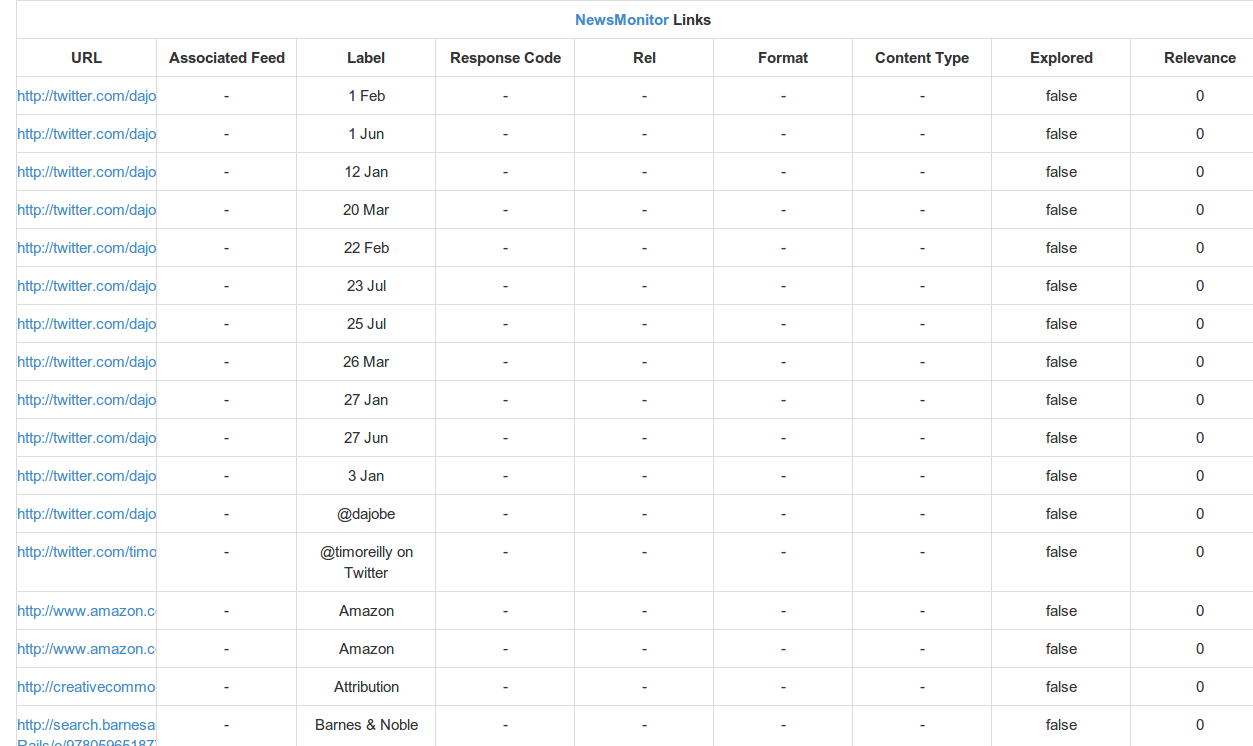 NewsMonitor Links
URL Associated Feed Label Response Code Rel Format Content Type Explored Relevance
http://twitter.com/dajo - 1 Feb - - - - false 0
http://twitter.com/dajo - 1 Jun - - - - false 0
http://twitter.com/dajo - 12 Jan - - - - false 0
http://twitter.com/dajo - 20 Mar - - - - false 0
http://twitter.com/dajo - 22 Feb - - - - false 0
http://twitter.com/dajo - 23 Jul - - - - false 0
http://twitter.com/dajo - 25 Jul - - - - false 0
http://twitter.com/dajo - 26 Mar - - - - false 0
http://twitter.com/dajo - 27 Jan - - - - false 0
http://twitter.com/dajo - 27 Jun - - - - false 0
http://twitter.com/dajo - 3 Jan - - - - false 0
http://twitter.com/dajo - @dajobe - - - - false 0
http://twitter.com/timo - @timoreilly on - - - - false 0
Twitter
http://www.amazon.c - Amazon - - - - false 0
http://www.amazon.c - Amazon - - - - false 0
http://creativecommo - Attribution - - - - false 0
http://search.barnesa - Barnes & Noble - - - - false 0
Rails/e/978059651877